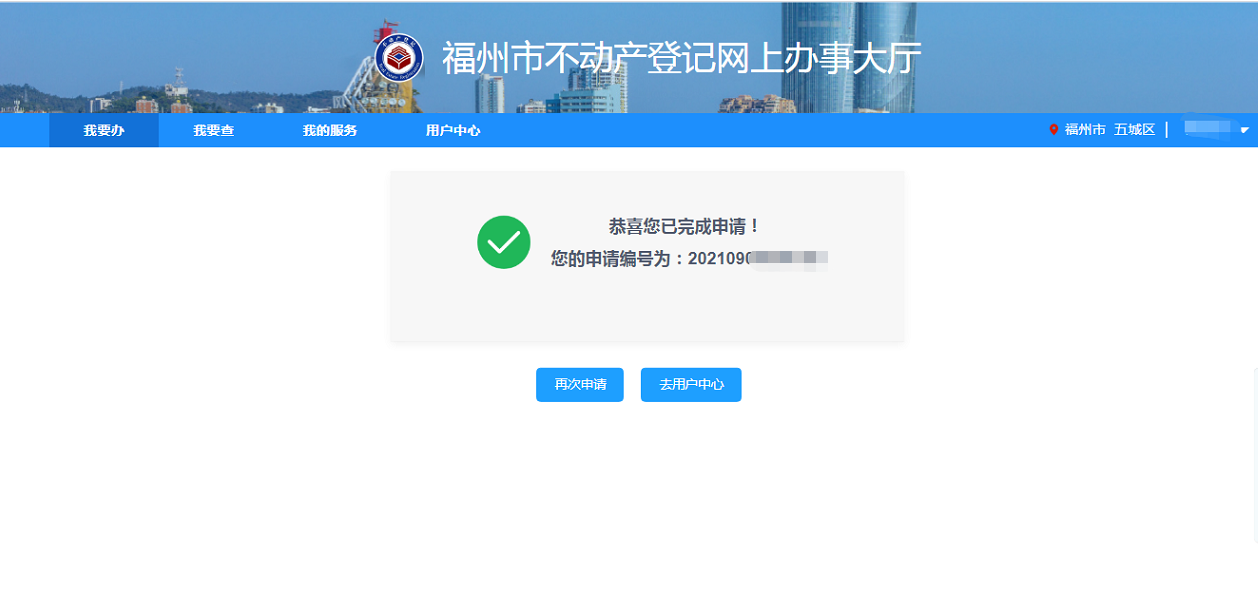 福州市不动产登记网上办事大厅
我要办 我要查 我的服务 用户中心 福州市 五城区
恭喜您已完成申请！
您的申请编号为：2021090
再次申请 去用户中心